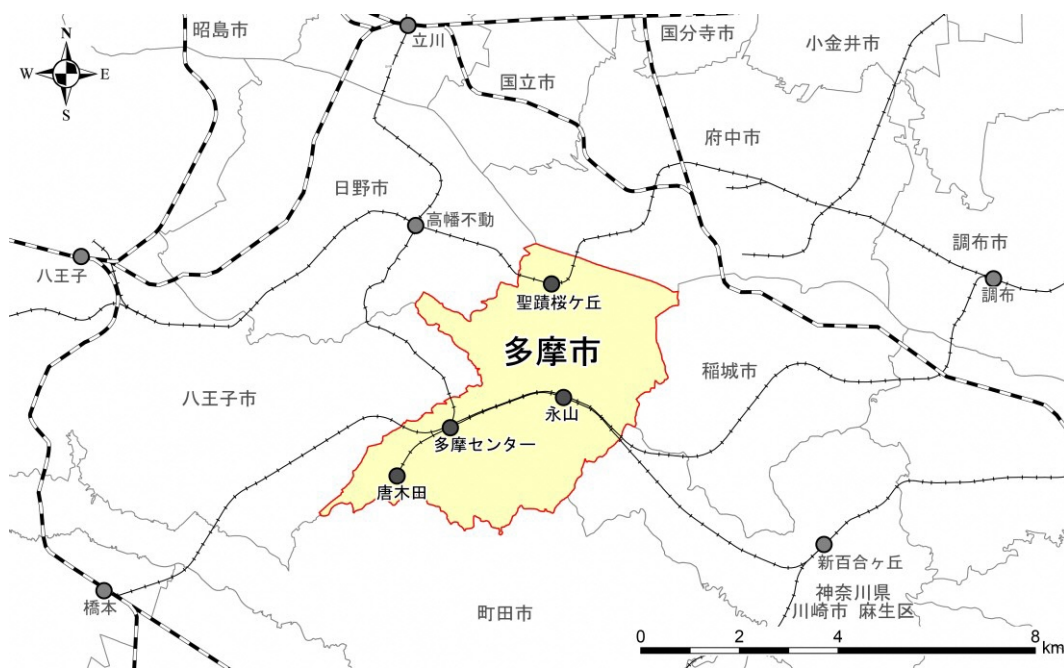 昭島市
立川
国分寺市
小金井市
N
W
E
S
国立市
府中市
日野市
高幡不動
調布市
八王子
調布
聖蹟桜ケ丘
多摩市
稲城市
八王子市
永山
多摩センター
唐木田
新百合ヶ丘
橋本
町田市
神奈川県
川崎市 麻生区
0 2 4 8
km